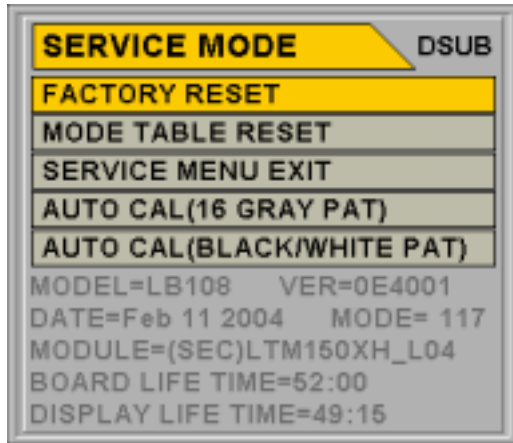 SERVICE MODE DSUB
FACTORY RESET
MODE TABLE RESET
SERVICE MENU EXIT
AUTO CAL(16 GRAY PAT)
AUTO CAL(BLACK/WHITE PAT)
MODEL=LB108 VER=0E4001
DATE=Feb 11 2004 MODE= 117
MODULE=(SEC)LTM150XH_L04
BOARD LIFE TIME=52:00
DISPLAY LIFE TIME=49:15